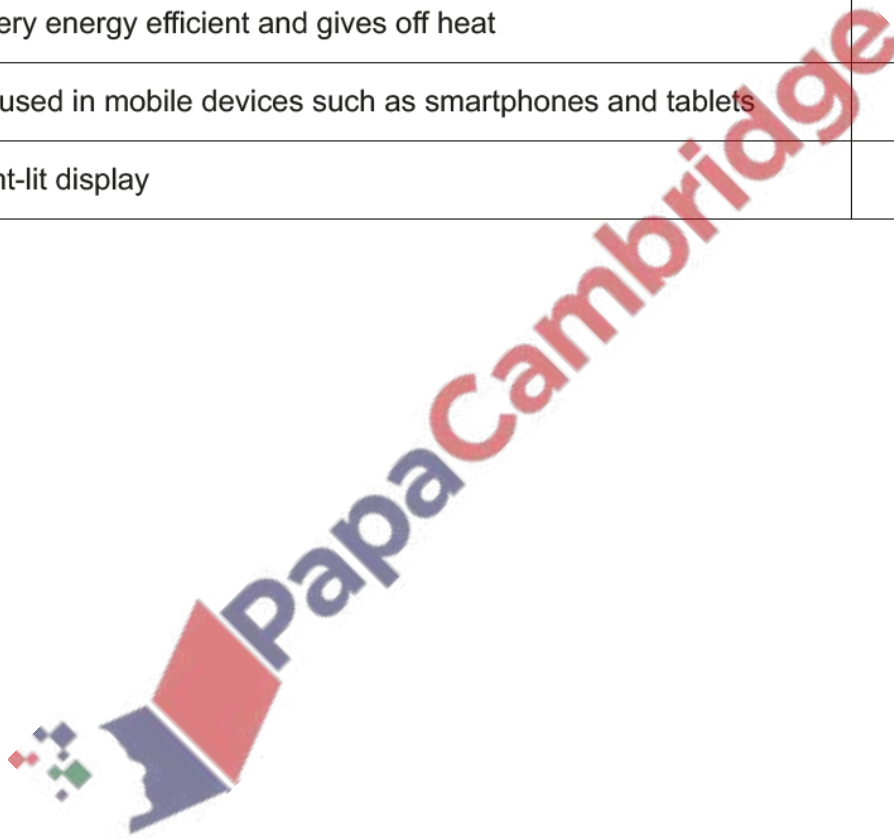 ery energy efficient and gives off heat
used in mobile devices such as smartphones and tablets
nt-lit display
PapaCambridge